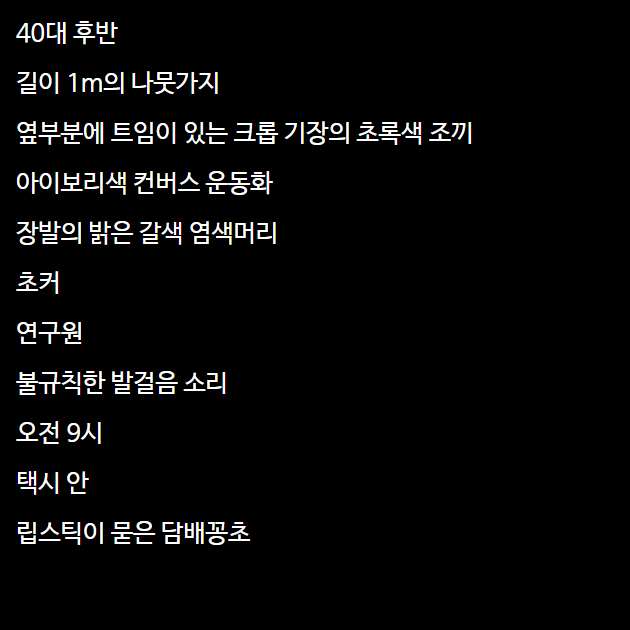 40대 후반
길이 1m의 나뭇가지
옆부분에 트임이 있는 크롭 기장의 초록색 조끼
아이보리색 컨버스 운동화
장발의 밝은 갈색 염색머리
초커
연구원
불규칙한 발걸음 소리
오전 9시
택시 안
립스틱이 묻은 담배꽁초